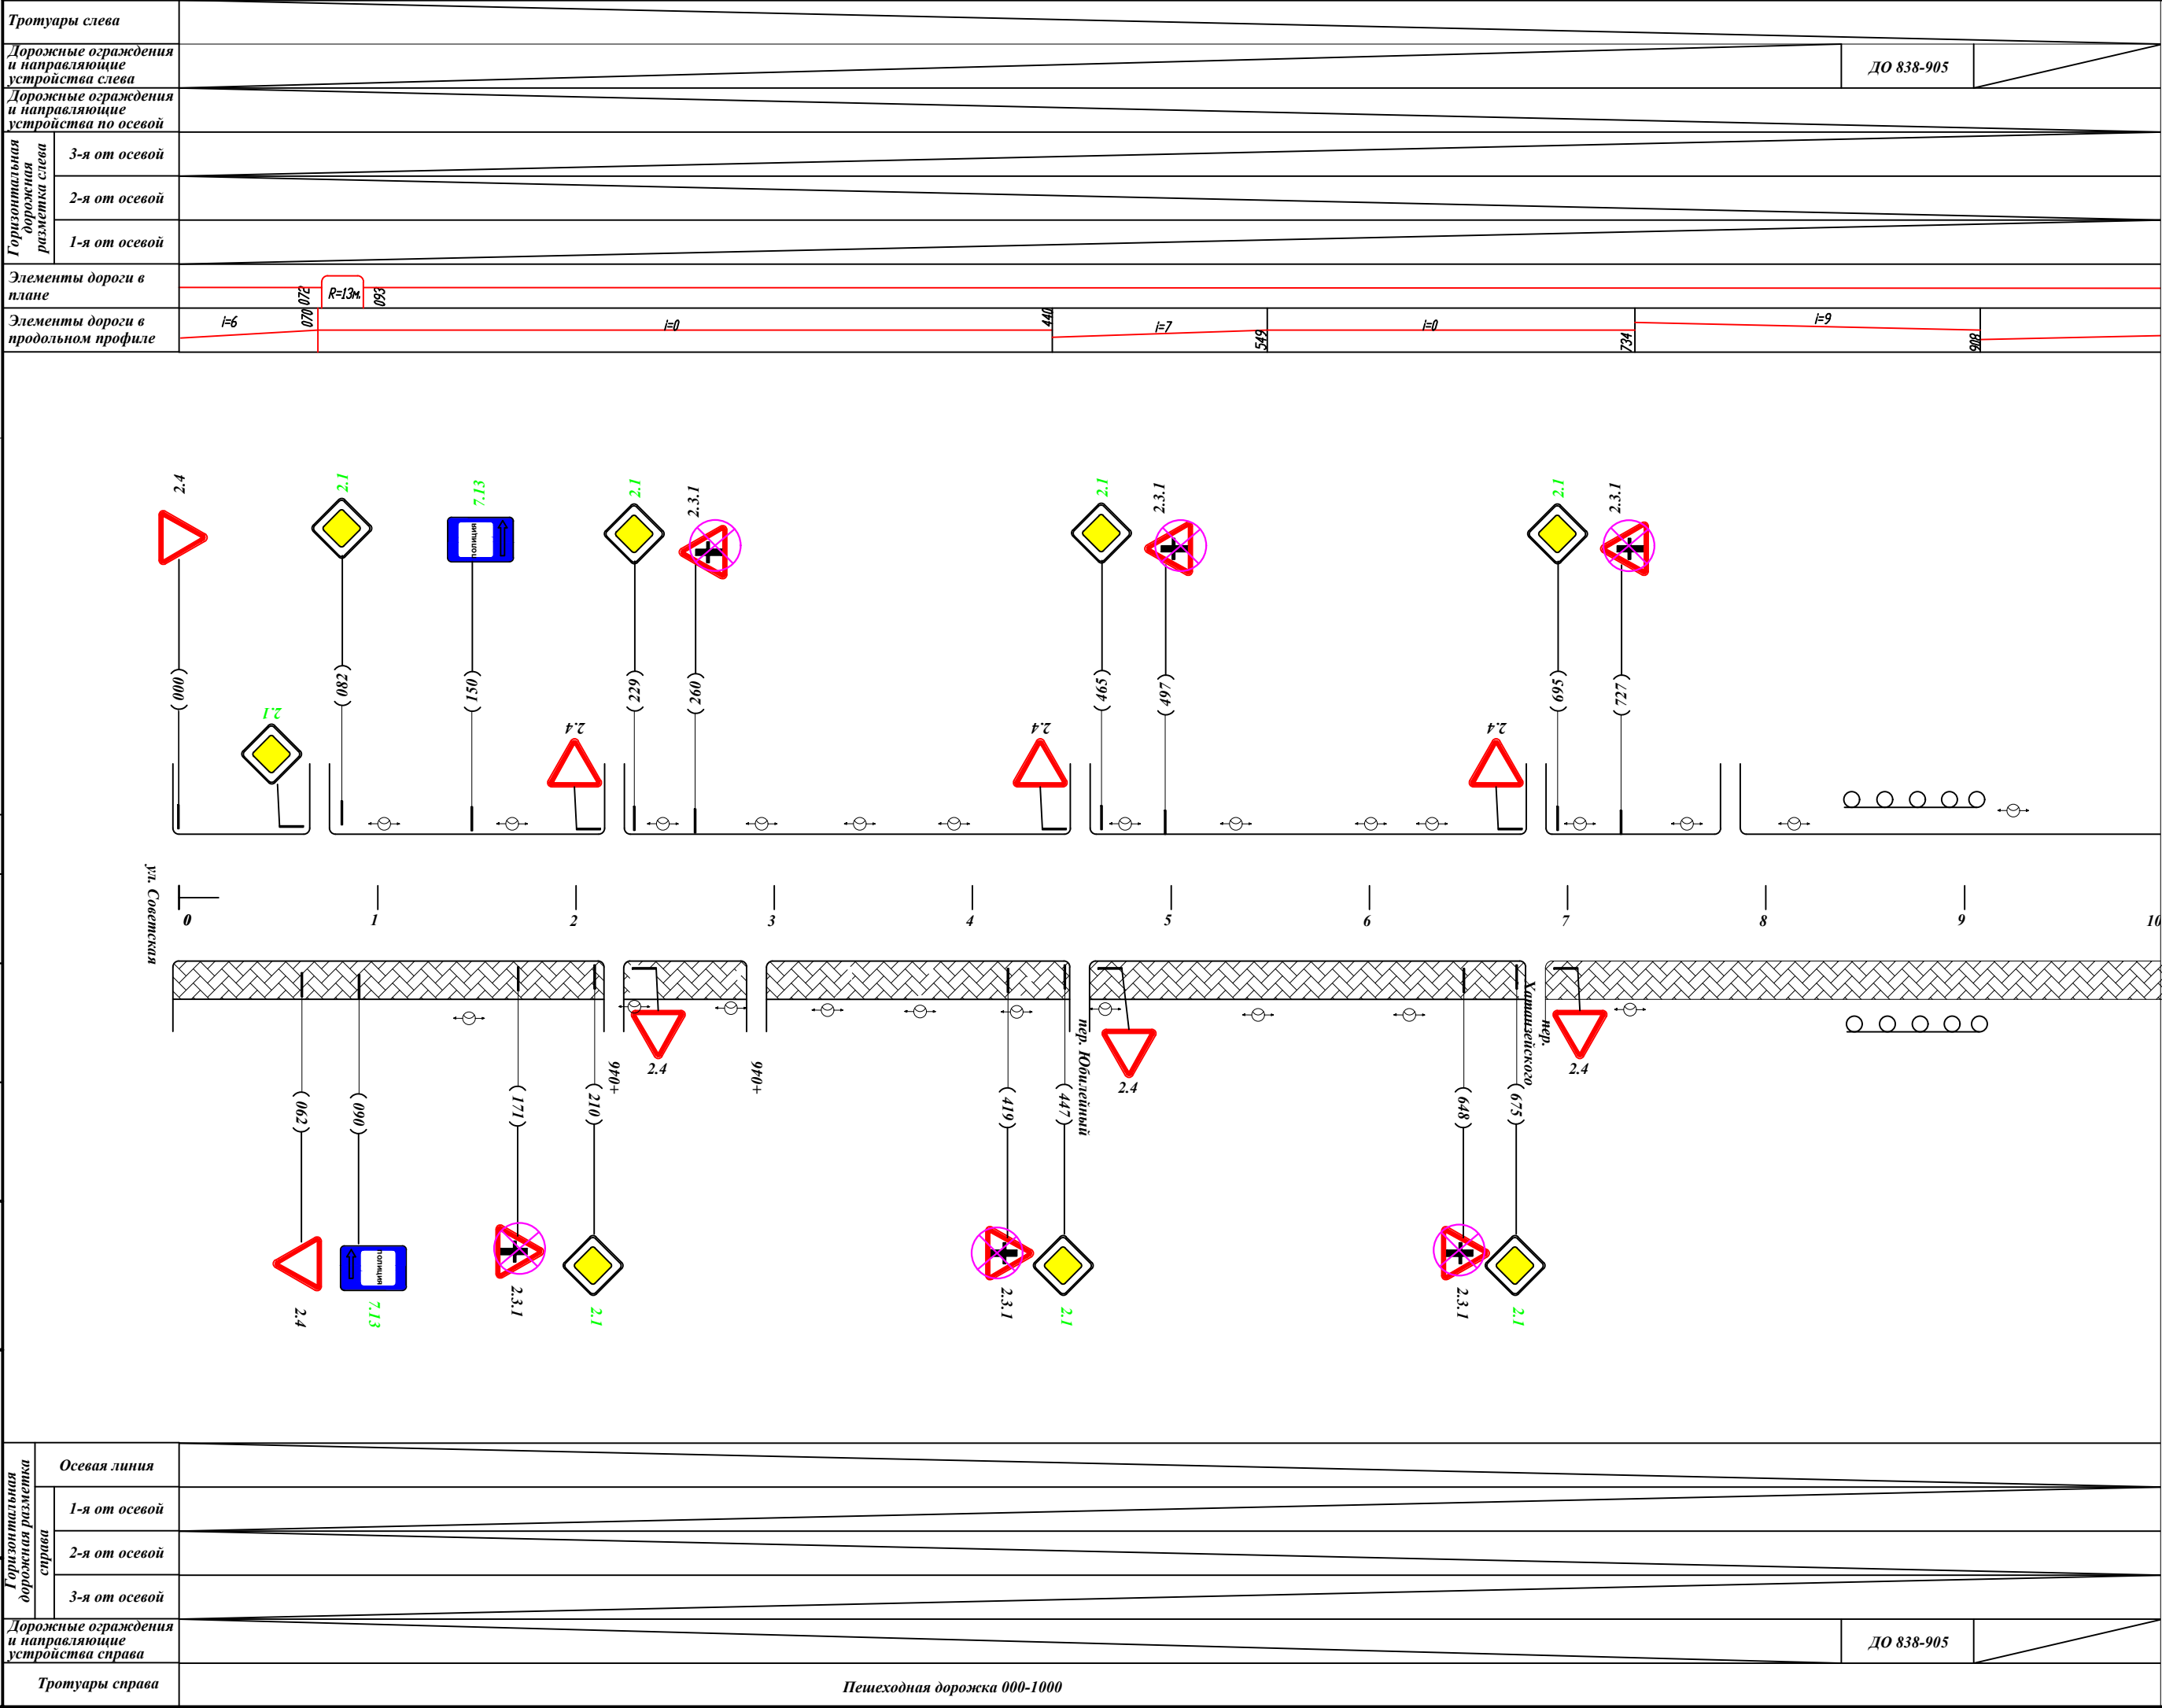 Тротуары слева
Дорожные ограждения
и направляющие
устройства слева
ДО 838-905
Дорожные ограждения
и направляющие
устройства по осевой
Горизонтальная
дорожная
разметка слева
3-я от осевой
2-я от осевой
1-я от осевой
Элементы дороги в
плане
072
R=13м.
093
Элементы дороги в
продольном профиле
i=6
070
i=0
440
i=7
549
i=0
734
i=9
908
2.4
2.1
7.13
2.1
2.3.1
2.1
2.3.1
2.1
2.3.1
полиция
( 000 )
( 082 )
( 150 )
( 229 )
( 260 )
( 465 )
( 497 )
( 695 )
( 727 )
2.1
2.4
2.4
2.4
ул. Советская
0
1
2
3
4
5
6
7
8
9
10
940+
940+
пер. Юбилейный
пер.
2.4
2.4
2.4
( 062 )
( 090 )
( 171 )
( 210 )
( 419 )
( 447 )
( 648 )
( 675 )
полиция
2.4
7.13
2.3.1
2.1
2.3.1
2.1
2.3.1
2.1
Горизонтальная
дорожная разметка
справа
Осевая линия
1-я от осевой
2-я от осевой
3-я от осевой
Дорожные ограждения
и направляющие
устройства справа
ДО 838-905
Тротуары справа
Пешеходная дорожка 000-1000